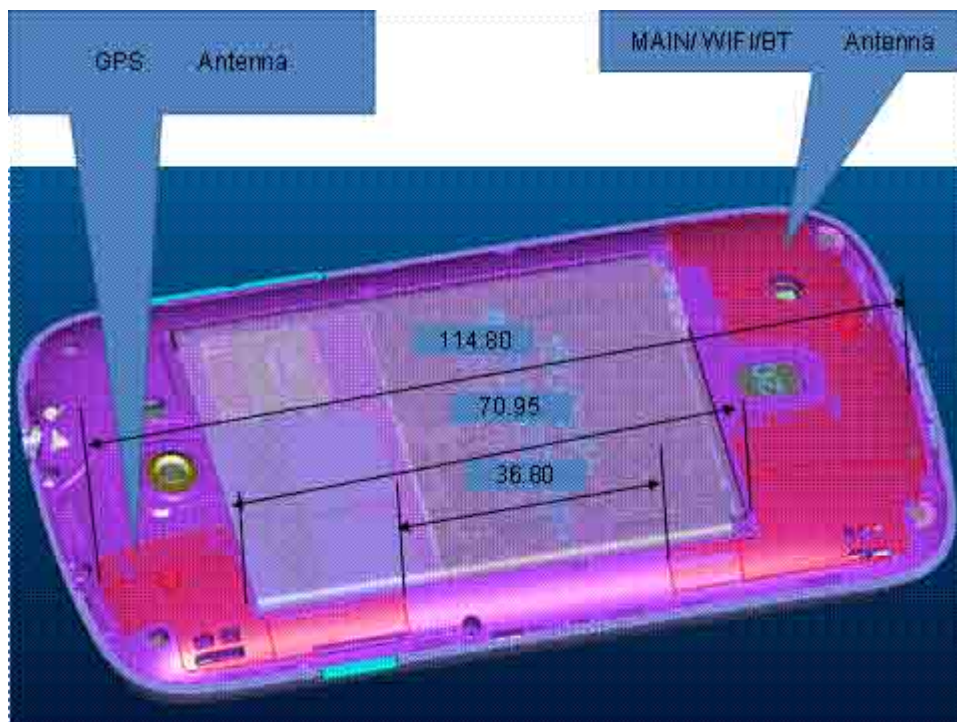 GPS Antenna
MAIN/WIFI/BT Antenna
114.80
70.95
36.80